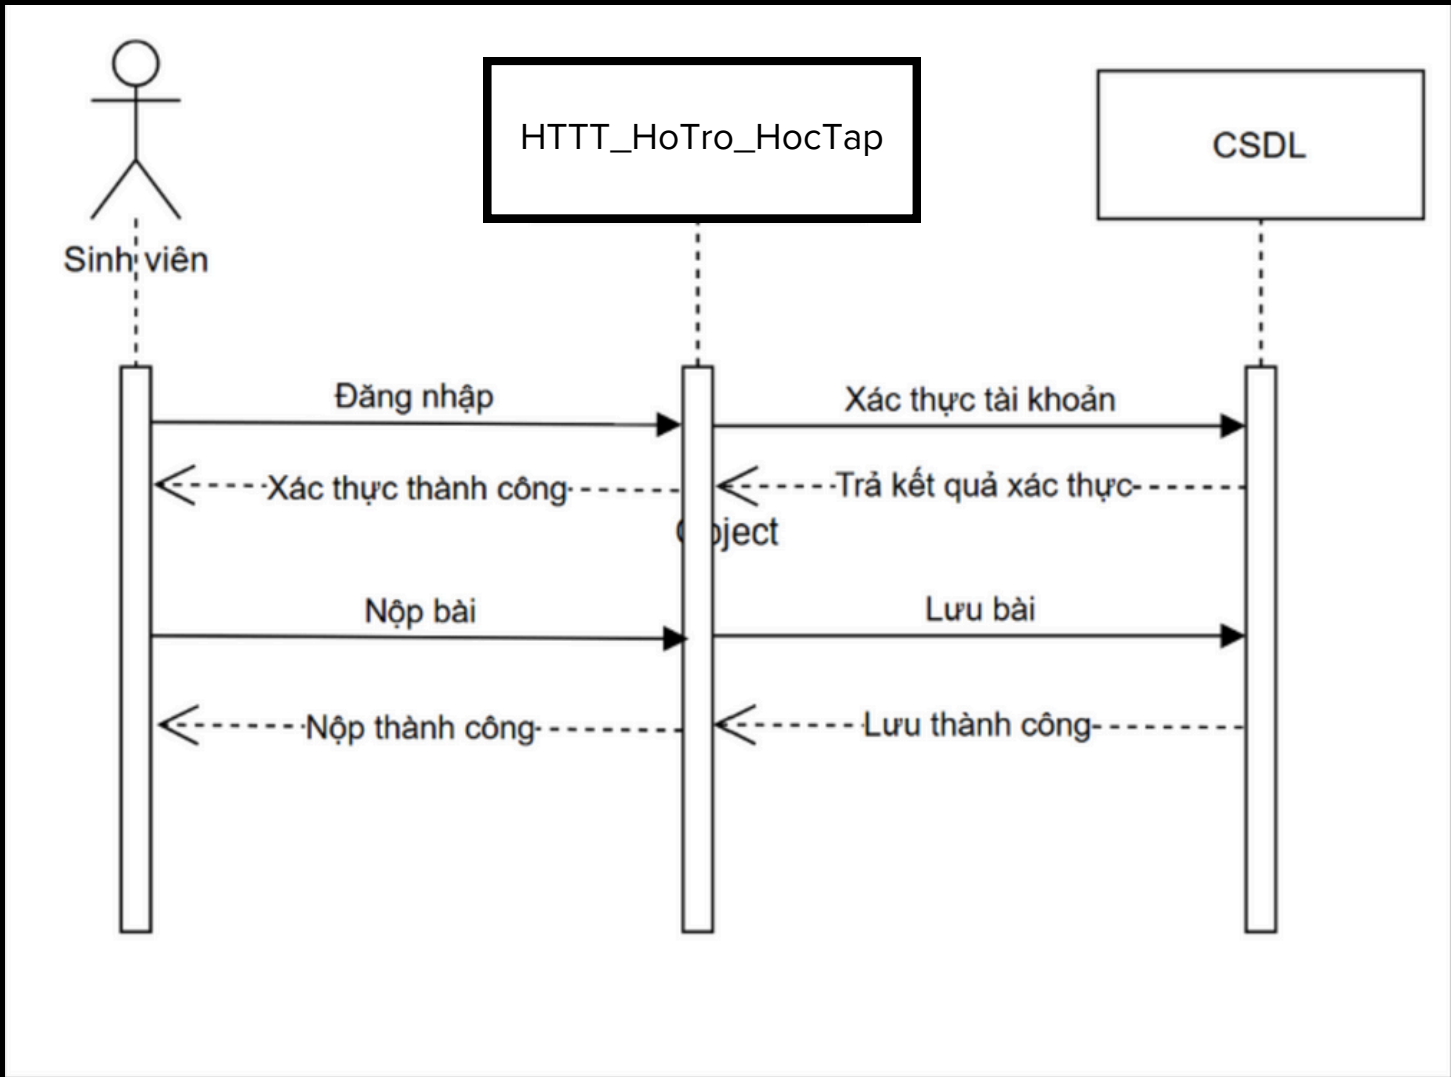 HTTT_HoTro_HocTap
CSDL
Sinh viên
Đăng nhập
Xác thực tài khoản
Xác thực thành công
Trả kết quả xác thực
Nộp bài
Lưu bài
Nộp thành công
Lưu thành công